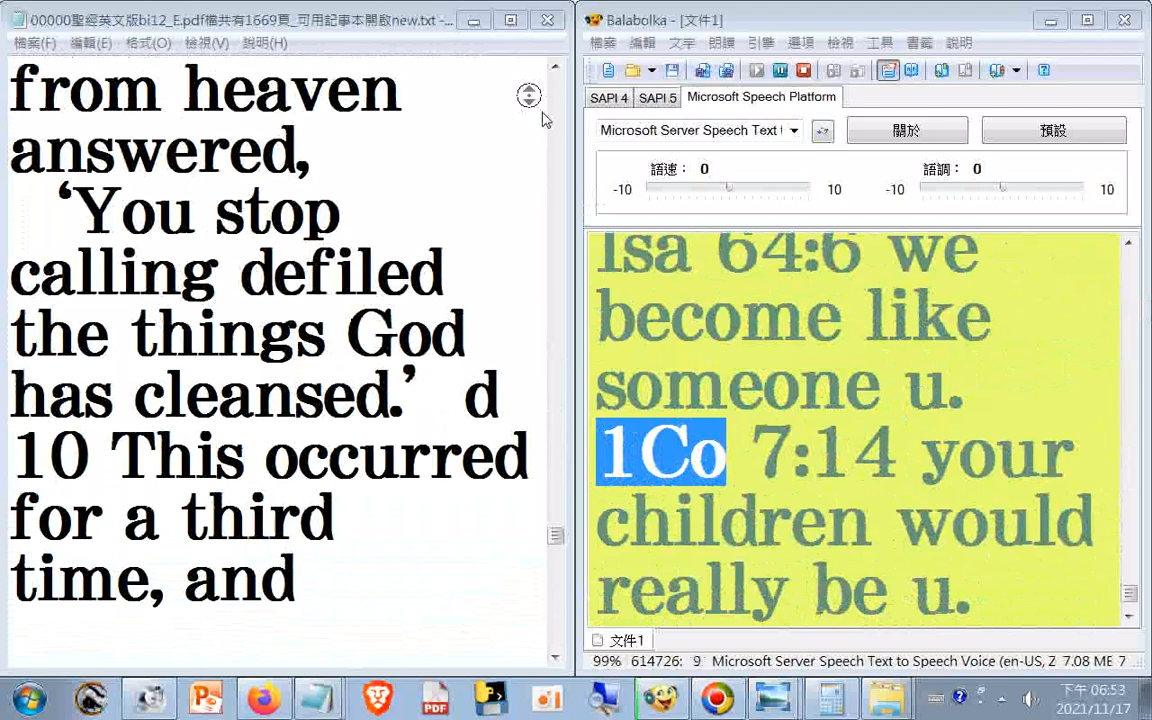 00000聖經英文版bi12_E.pdf檔共有1669頁_可用記事本開啟new.txt -...
檔案(F) 編輯(E) 格式(O) 檢視(V) 說明(H)
from heaven
answered,
‘You stop
calling defiled
the things God
has cleansed.’ d
10 This occurred
for a third
time, and
Balabolka - [文件1]
檔案 編輯 文字 朗讀 引擎 選項 檢視 工具 書籤 說明
SAPI 4 SAPI 5 Microsoft Speech Platform
Microsoft Server Speech Text
關於
預設
語速： 0
語調： 0
-10 10 -10 10
Isa 64:6 we
become like
someone u.
1Co 7:14 your
children would
really be u.
文件1
99% 614726: 9 Microsoft Server Speech Text to Speech Voice (en-US, Z 7.08 ME 7
PDF
下午 06:53
2021/11/17